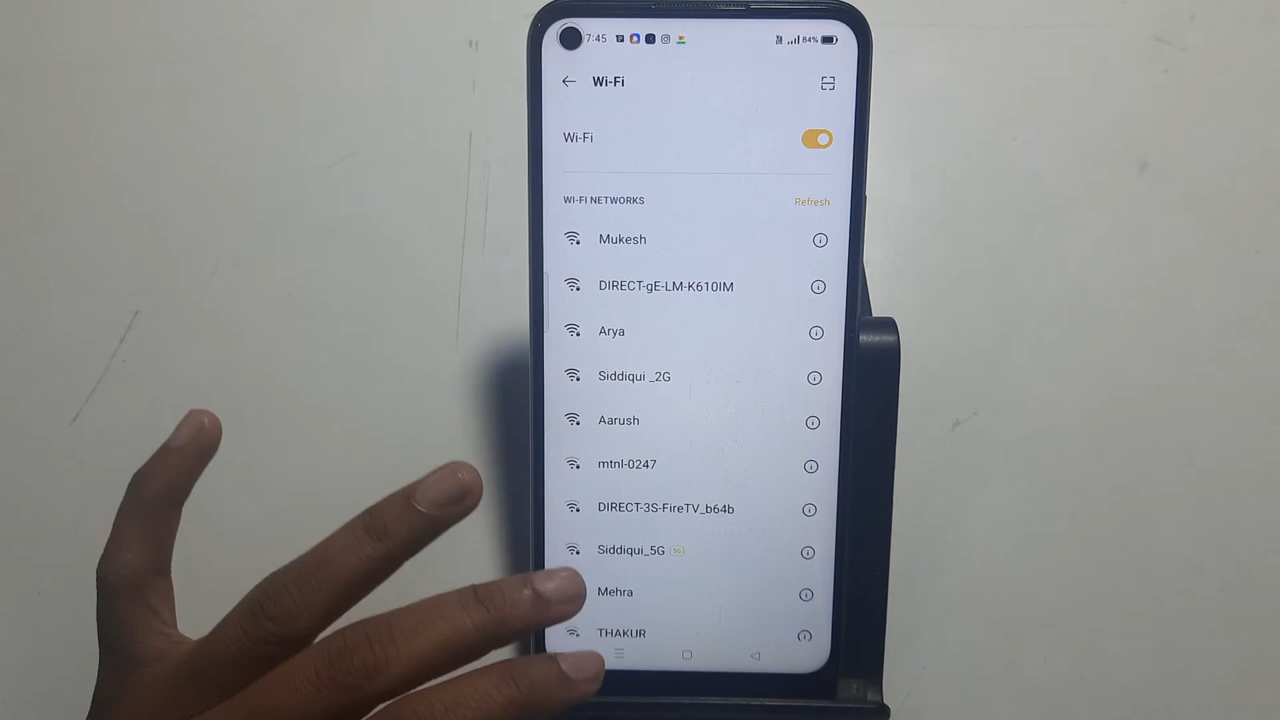 7:45 84%
Wi-Fi
Wi-Fi
WI-FI NETWORKS Refresh
Mukesh
DIRECT-gE-LM-K610IM
Arya
Siddiqui _2G
Aarush
mtnl-0247
DIRECT-3S-FireTV_b64b
Siddiqui_5G 5G
Mehra
THAKUR